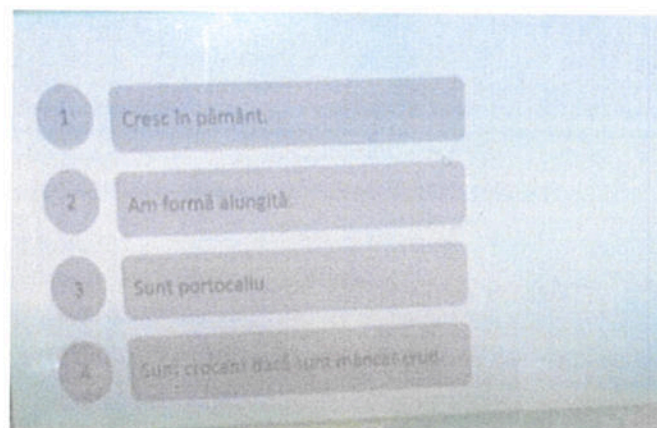 1 Cresc în pământ.
2 Am formă alungită
3 Sunt portocaliu
4 Sunt crocant dacă sunt mâncat crud.